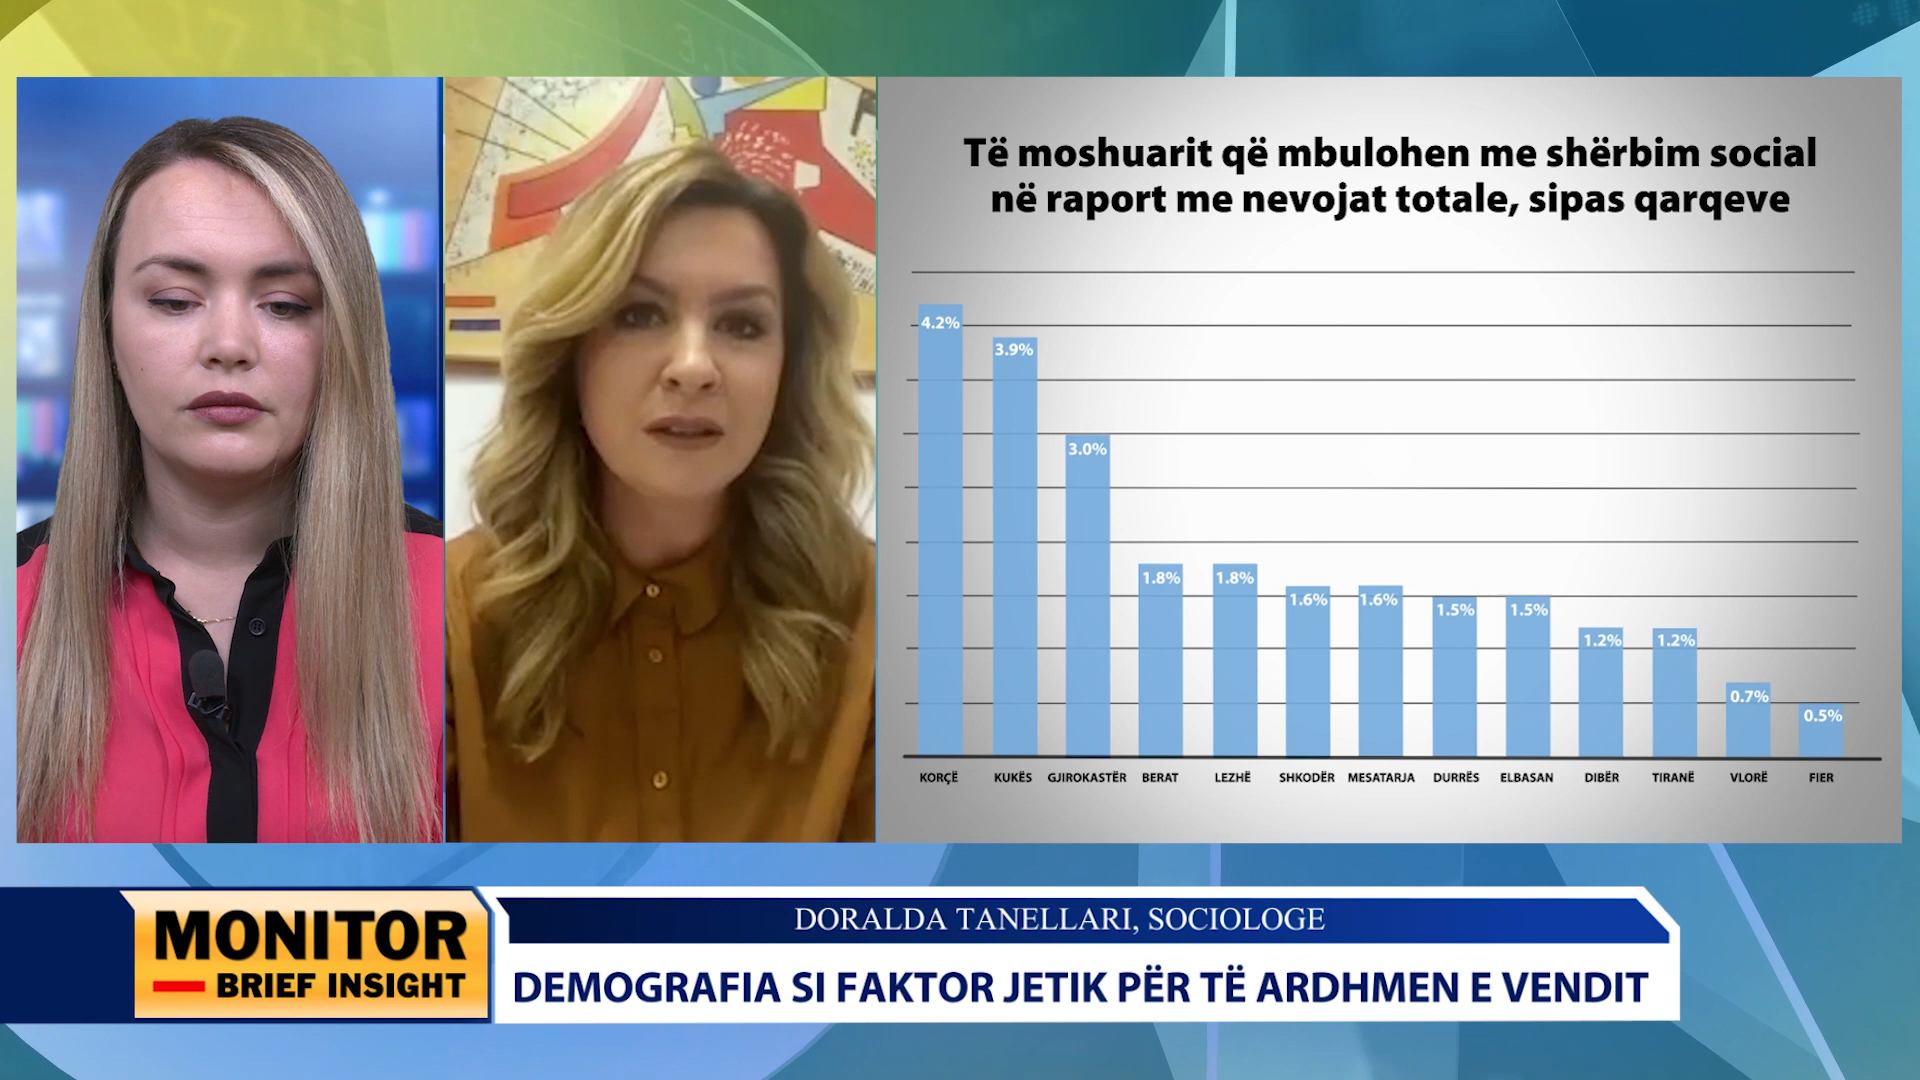 Të moshuarit që mbulohen me shërbim social
në raport me nevojat totale, sipas qarqeve
4.2%
3.9%
3.0%
1.8%
1.8%
1.6%
1.6%
1.5%
1.5%
1.2%
1.2%
0.7%
0.5%
KORÇË KUKËS GJIROKASTËR BERAT LEZHË SHKODËR MESATARJA DURRËS ELBASAN DIBËR TIRANË VLORË FIER
MONITOR
BRIEF INSIGHT
DORALDA TANELLARI, SOCIOLOGE
DEMOGRAFIA SI FAKTOR JETIK PËR TË ARDHMEN E VENDIT